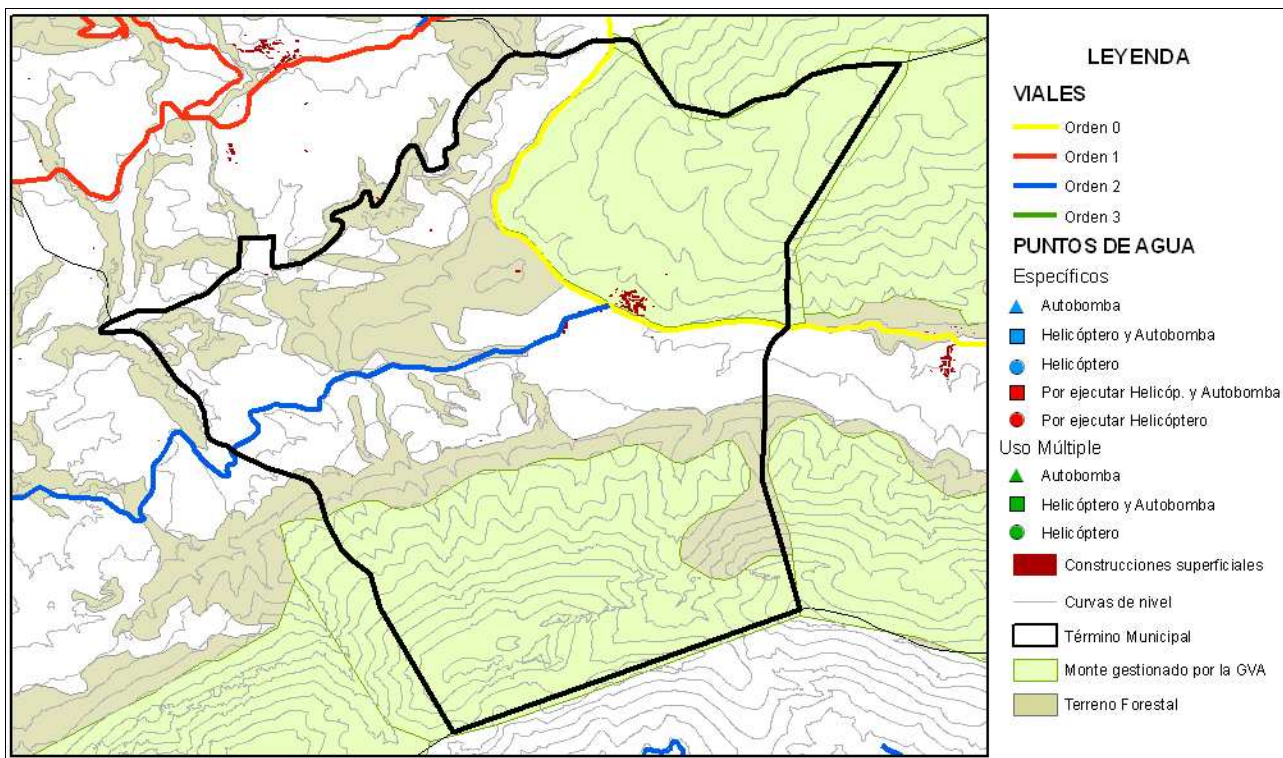 LEYENDA
VIALES
Orden 0
Orden 1
Orden 2
Orden 3
PUNTOS DE AGUA
Específicos
Autobomba
Helicóptero y Autobomba
Helicóptero
Por ejecutar Helicóp. y Autobomba
Por ejecutar Helicóptero
Uso Múltiple
Autobomba
Helicóptero y Autobomba
Helicóptero
Construcciones superficiales
Curvas de nivel
Término Municipal
Monte gestionado por la GVA
Terreno Forestal